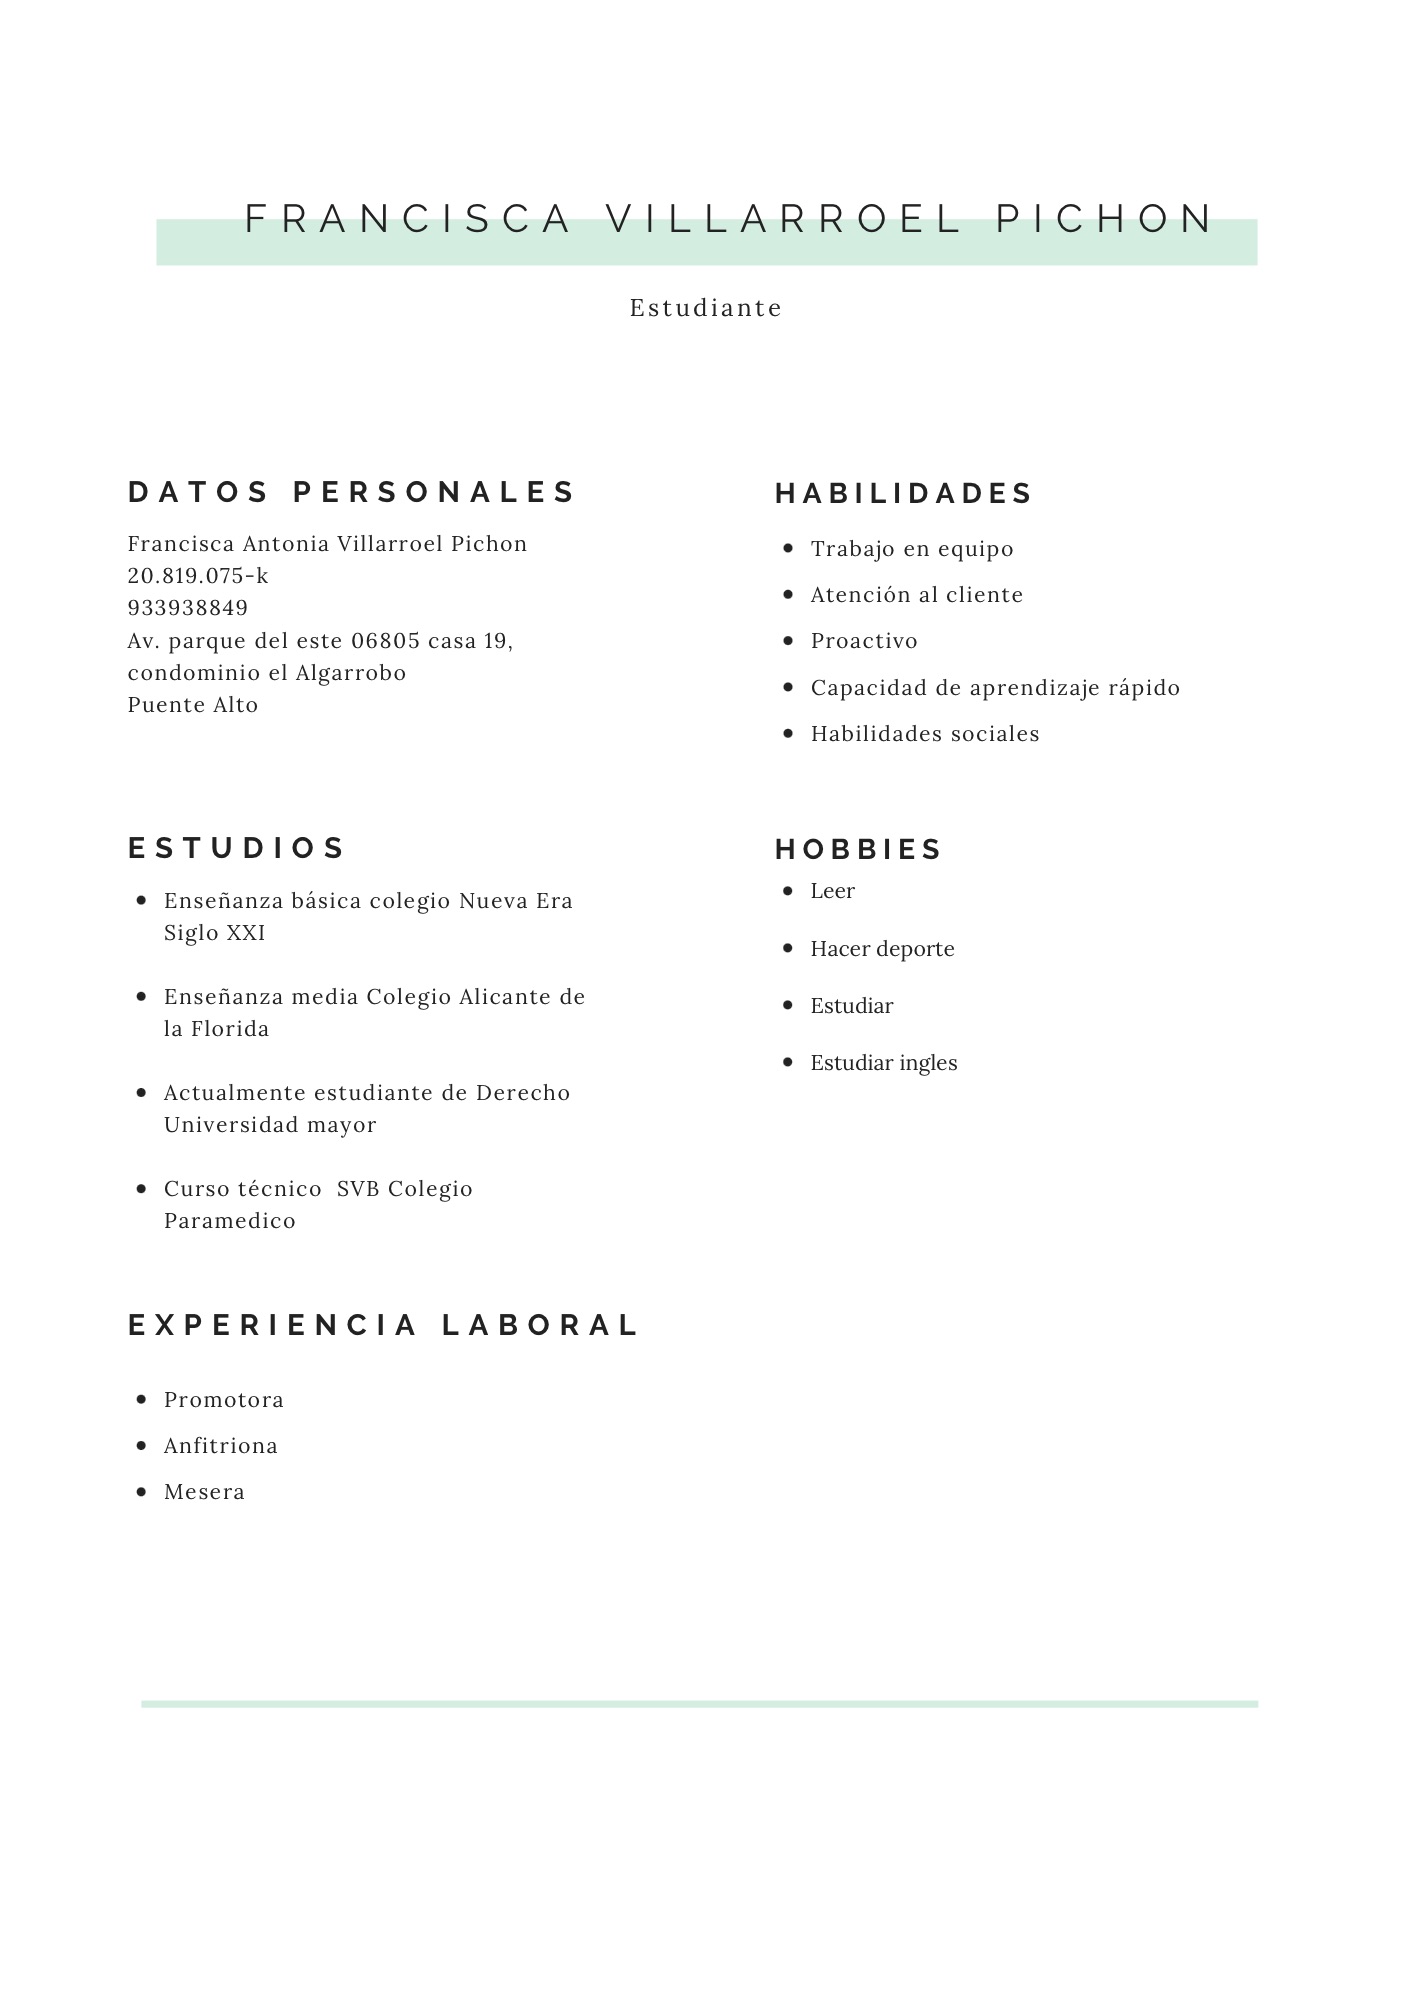 FRANCISCA VILLARROEL PICHON
Estudiante
DATOS PERSONALES
Francisca Antonia Villarroel Pichon
20.819.075-k
933938849
Av. parque del este 06805 casa 19,
condominio el Algarrobo
Puente Alto
HABILIDADES
Trabajo en equipo
Atención al cliente
Proactivo
Capacidad de aprendizaje rápido
Habilidades sociales
ESTUDIOS
Enseñanza básica colegio Nueva Era
Siglo XXI
Enseñanza media Colegio Alicante de
la Florida
Actualmente estudiante de Derecho
Universidad mayor
Curso técnico  SVB Colegio
Paramedico
HOBBIES
Leer
Hacer deporte
Estudiar
Estudiar ingles
EXPERIENCIA LABORAL
Promotora
Anfitriona
Mesera